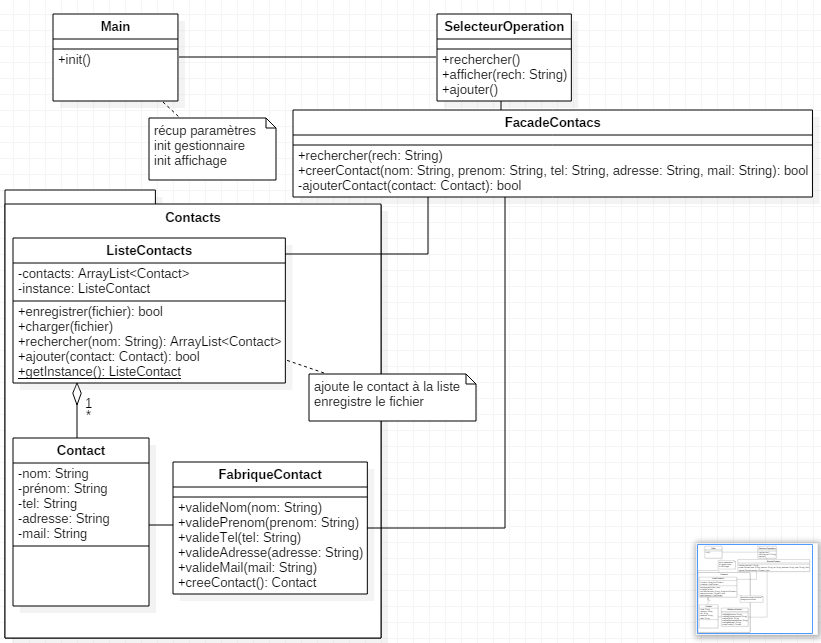 Main
+init()
SelecteurOperation
+rechercher()
+afficher(rech: String)
+ajouter()
récup paramètres
init gestionnaire
init affichage
FacadeContacs
+rechercher(rech: String)
+creerContact(nom: String, prenom: String, tel: String, adresse: String, mail: String): bool
-ajouterContact(contact: Contact): bool
Contacts
ListeContacts
-contacts: ArrayList<Contact>
-instance: ListeContact
+enregistrer(fichier): bool
+charger(fichier)
+rechercher(nom: String): ArrayList<Contact>
+ajouter(contact: Contact): bool
+getInstance(): ListeContact
ajoute le contact à la liste
enregistre le fichier
1
*
Contact
-nom: String
-prénom: String
-tel: String
-adresse: String
-mail: String
FabriqueContact
+valideNom(nom: String)
+validePrenom(prenom: String)
+valideTel(tel: String)
+valideAdresse(adresse: String)
+valideMail(mail: String)
+creeContact(): Contact